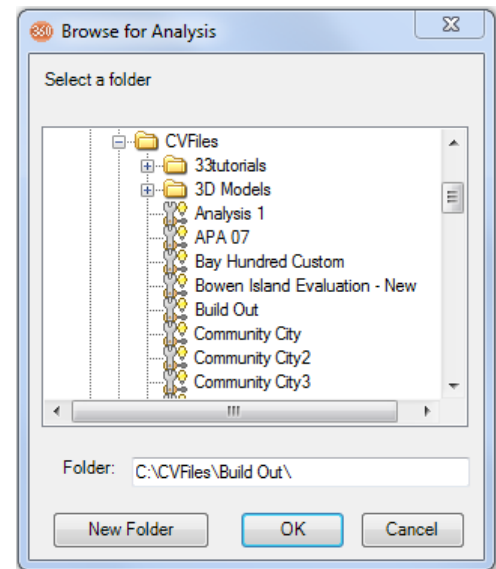 360 Browse for Analysis
Select a folder
CVFiles
33tutorials
3D Models
Analysis 1
APA 07
Bay Hundred Custom
Bowen Island Evaluation - New
Build Out
Community City
Community City2
Community City3
Folder: C:\CVFiles\Build Out\
New Folder OK Cancel